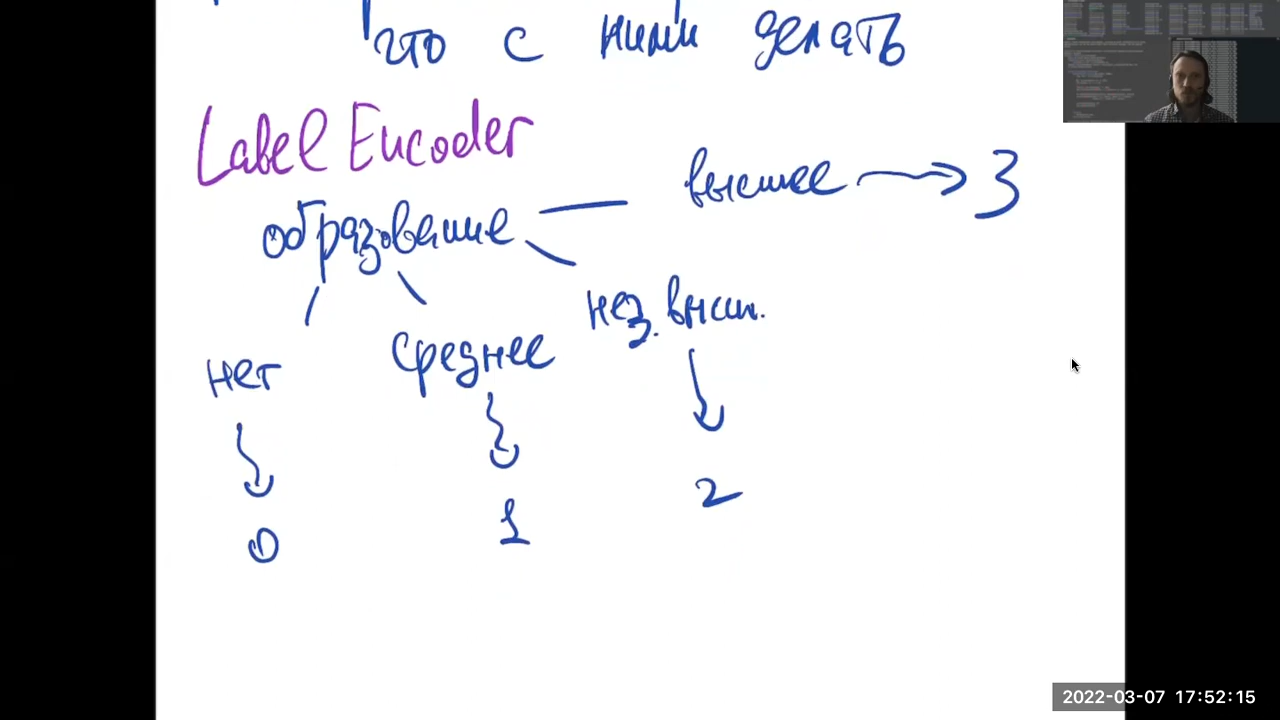 что с ними делать
Label Encoder
образование
высшее → 3
нез. высш.
среднее
нет
2
1
0
2022-03-07 17:52:15